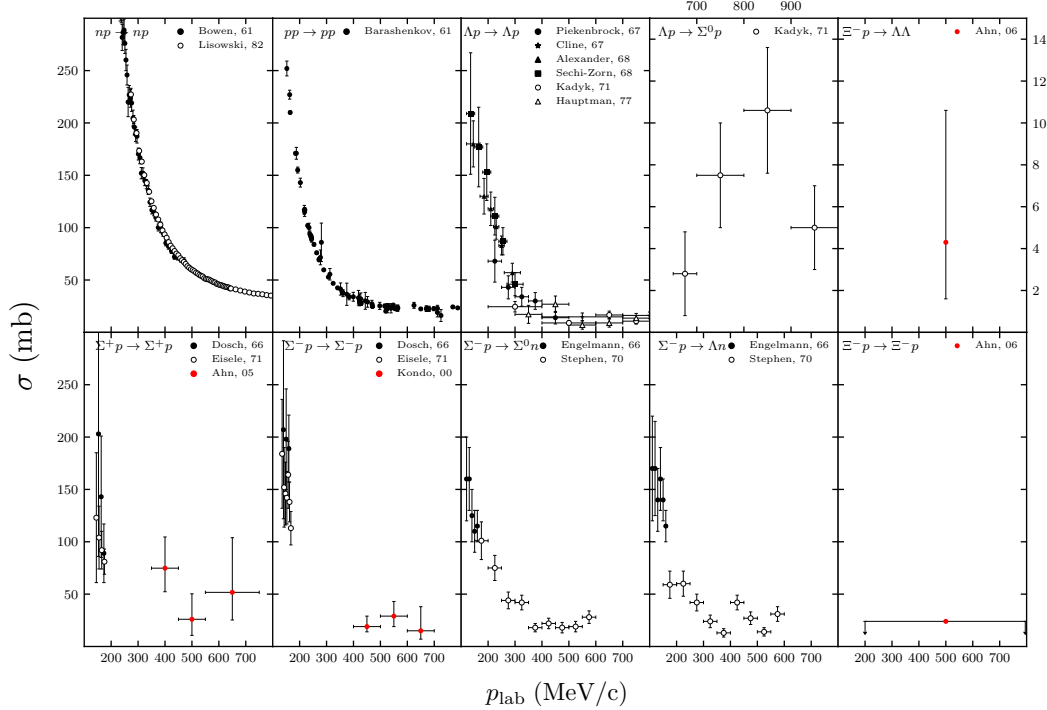 700 800 900
np → np
Bowen, 61
Lisowski, 82
pp → pp
Barashenkov, 61
Λp → Λp
Piekenbrock, 67
Cline, 67
Alexander, 68
Sechi-Zorn, 68
Kadyk, 71
Hauptman, 77
Λp → Σ⁰p
Kadyk, 71
Ξ⁻p → ΛΛ
Ahn, 06
250
200
150
100
50
14
12
10
8
6
4
2
σ (mb)
Σ⁺p → Σ⁺p
Dosch, 66
Eisele, 71
Ahn, 05
Σ⁻p → Σ⁻p
Dosch, 66
Eisele, 71
Kondo, 00
Σ⁻p → Σ⁰n
Engelmann, 66
Stephen, 70
Σ⁻p → Λn
Engelmann, 66
Stephen, 70
Ξ⁻p → Ξ⁻p
Ahn, 06
250
200
150
100
50
200 300 400 500 600 700 200 300 400 500 600 700 200 300 400 500 600 700 200 300 400 500 600 700 200 300 400 500 600 700
p_lab (MeV/c)